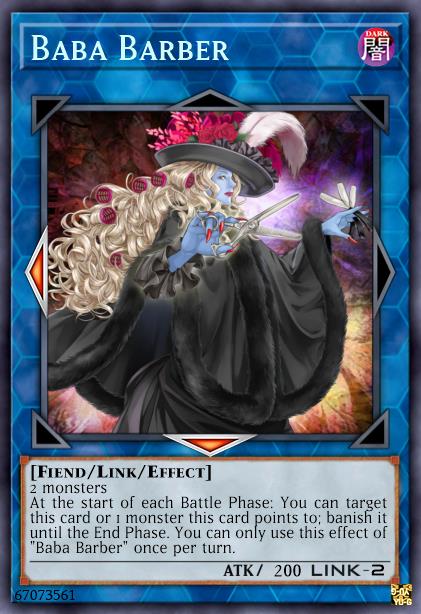 BABA BARBER
DARK
闇
[FIEND/LINK/EFFECT]
2 monsters
At the start of each Battle Phase: You can target
this card or 1 monster this card points to; banish it
until the End Phase. You can only use this effect of
"Baba Barber" once per turn.
ATK/ 200 LINK-2
67073561